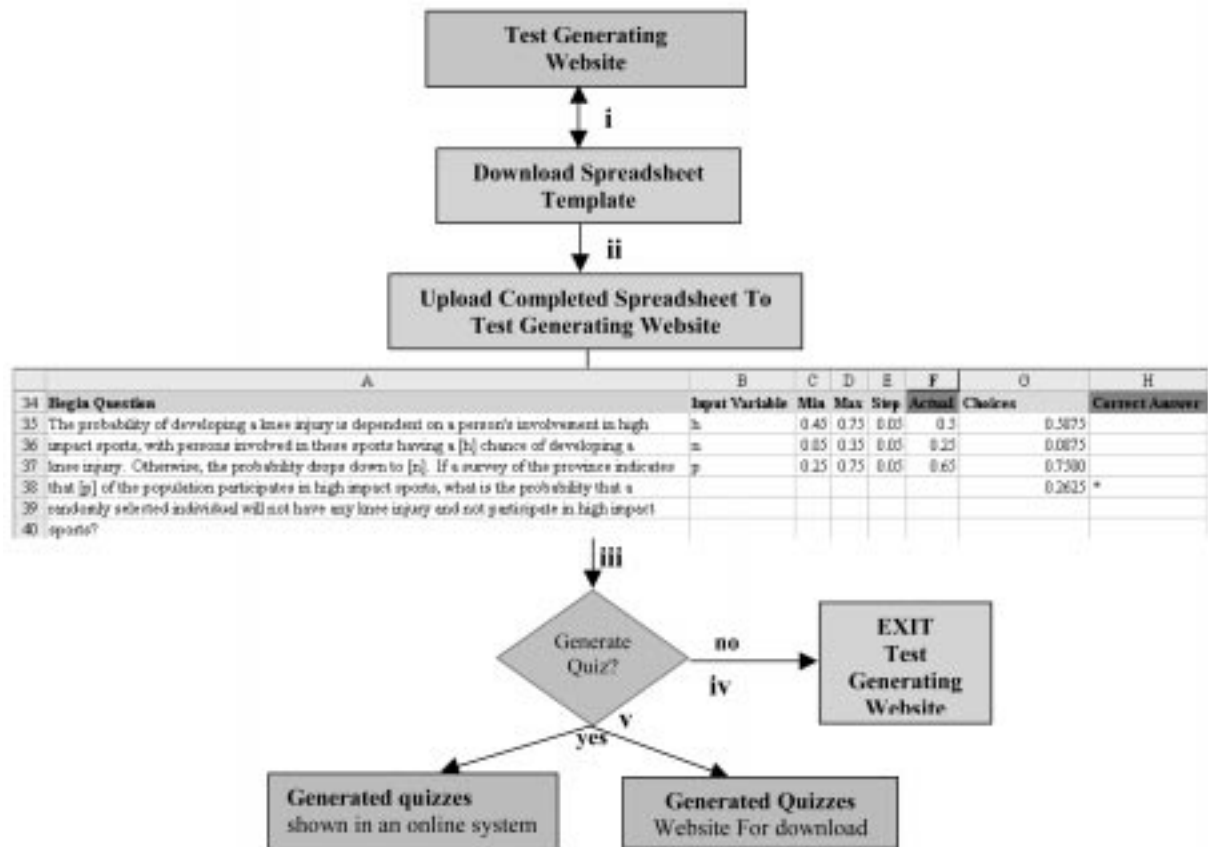 Test Generating
Website
i
Download Spreadsheet
Template
ii
Upload Completed Spreadsheet To
Test Generating Website
A B C D E F G H
34 Begin Question Input Variable Min Max Step Actual Choices Correct Answer
35 The probability of developing a knee injury is dependent on a person's involvement in high h 0.45 0.75 0.05 0.5 0.5875
36 impact sports, with persons involved in these sports having a [h] chance of developing a n 0.05 0.35 0.05 0.25 0.0875
37 knee injury. Otherwise, the probability drops down to [n]. If a survey of the province indicates p 0.25 0.75 0.05 0.65 0.7500
38 that [p] of the population participates in high impact sports, what is the probability that a 0.2625 *
39 randomly selected individual will not have any knee injury and not participate in high impact
40 sports?
iii
Generate
Quiz?
no
iv
EXIT
Test
Generating
Website
v
yes
Generated quizzes
shown in an online system
Generated Quizzes
Website For download